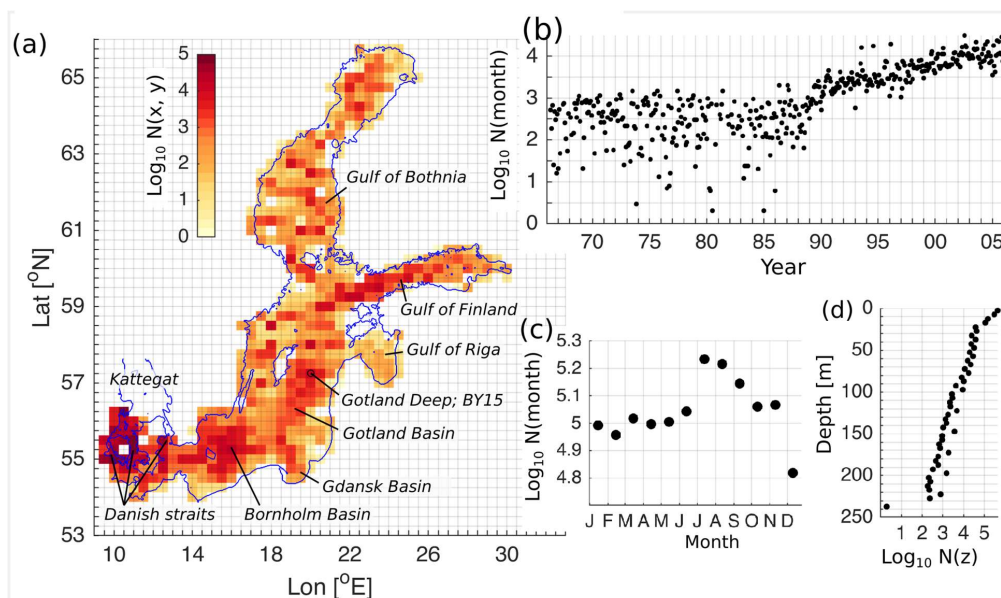 (a)
Log10 N(x, y)
5
4
3
2
1
0
Lat [oN]
65
63
61
59
57
55
53
10
14
18
22
26
30
Lon [oE]
Gulf of Bothnia
Gulf of Finland
Gulf of Riga
Kattegat
Gotland Deep; BY15
Gotland Basin
Gdansk Basin
Danish straits
Bornholm Basin
(b)
Log10 N(month)
4
3
2
1
0
70 75 80 85 90 95 00 05
Year
(c)
Log10 N(month)
5.3
5.2
5.1
5
4.9
4.8
J F M A M J J A S O N D
Month
(d)
Depth [m]
0
50
100
150
200
250
1 2 3 4 5
Log10 N(z)